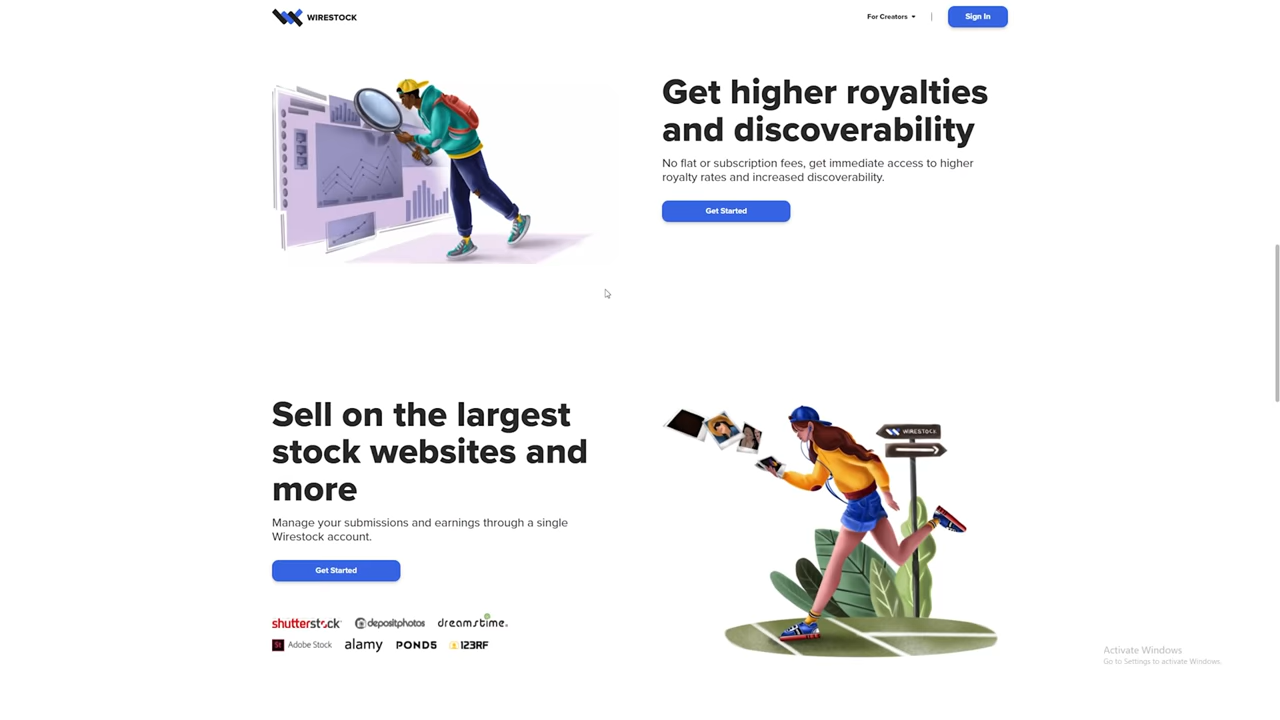 WIRESTOCK
For Creators
Sign In
Get higher royalties
and discoverability
No flat or subscription fees, get immediate access to higher
royalty rates and increased discoverability.
Get Started
Sell on the largest
stock websites and
more
Manage your submissions and earnings through a single
Wirestock account.
Get Started
WIRESTOCK
shutterstock
depositphotos
dreamstime
St Adobe Stock
alamy
POND5
123RF
Activate Windows
Go to Settings to activate Windows.